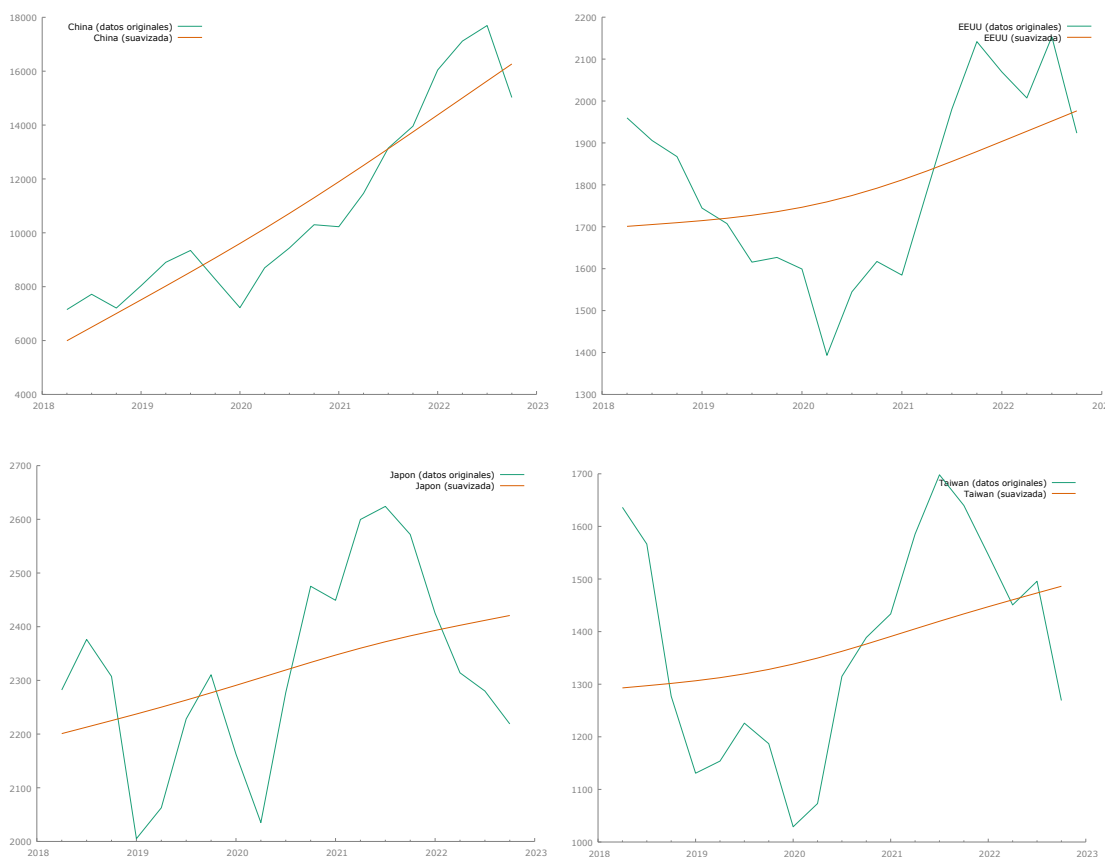 18000
16000
14000
12000
10000
8000
6000
4000
China (datos originales)
China (suavizada)
2018 2019 2020 2021 2022 2023
2200
2100
2000
1900
1800
1700
1600
1500
1400
1300
EEUU (datos originales)
EEUU (suavizada)
2018 2019 2020 2021 2022 202
2700
2600
2500
2400
2300
2200
2100
2000
Japon (datos originales)
Japon (suavizada)
2018 2019 2020 2021 2022 2023
1700
1600
1500
1400
1300
1200
1100
1000
Taiwan (datos originales)
Taiwan (suavizada)
2018 2019 2020 2021 2022 2023